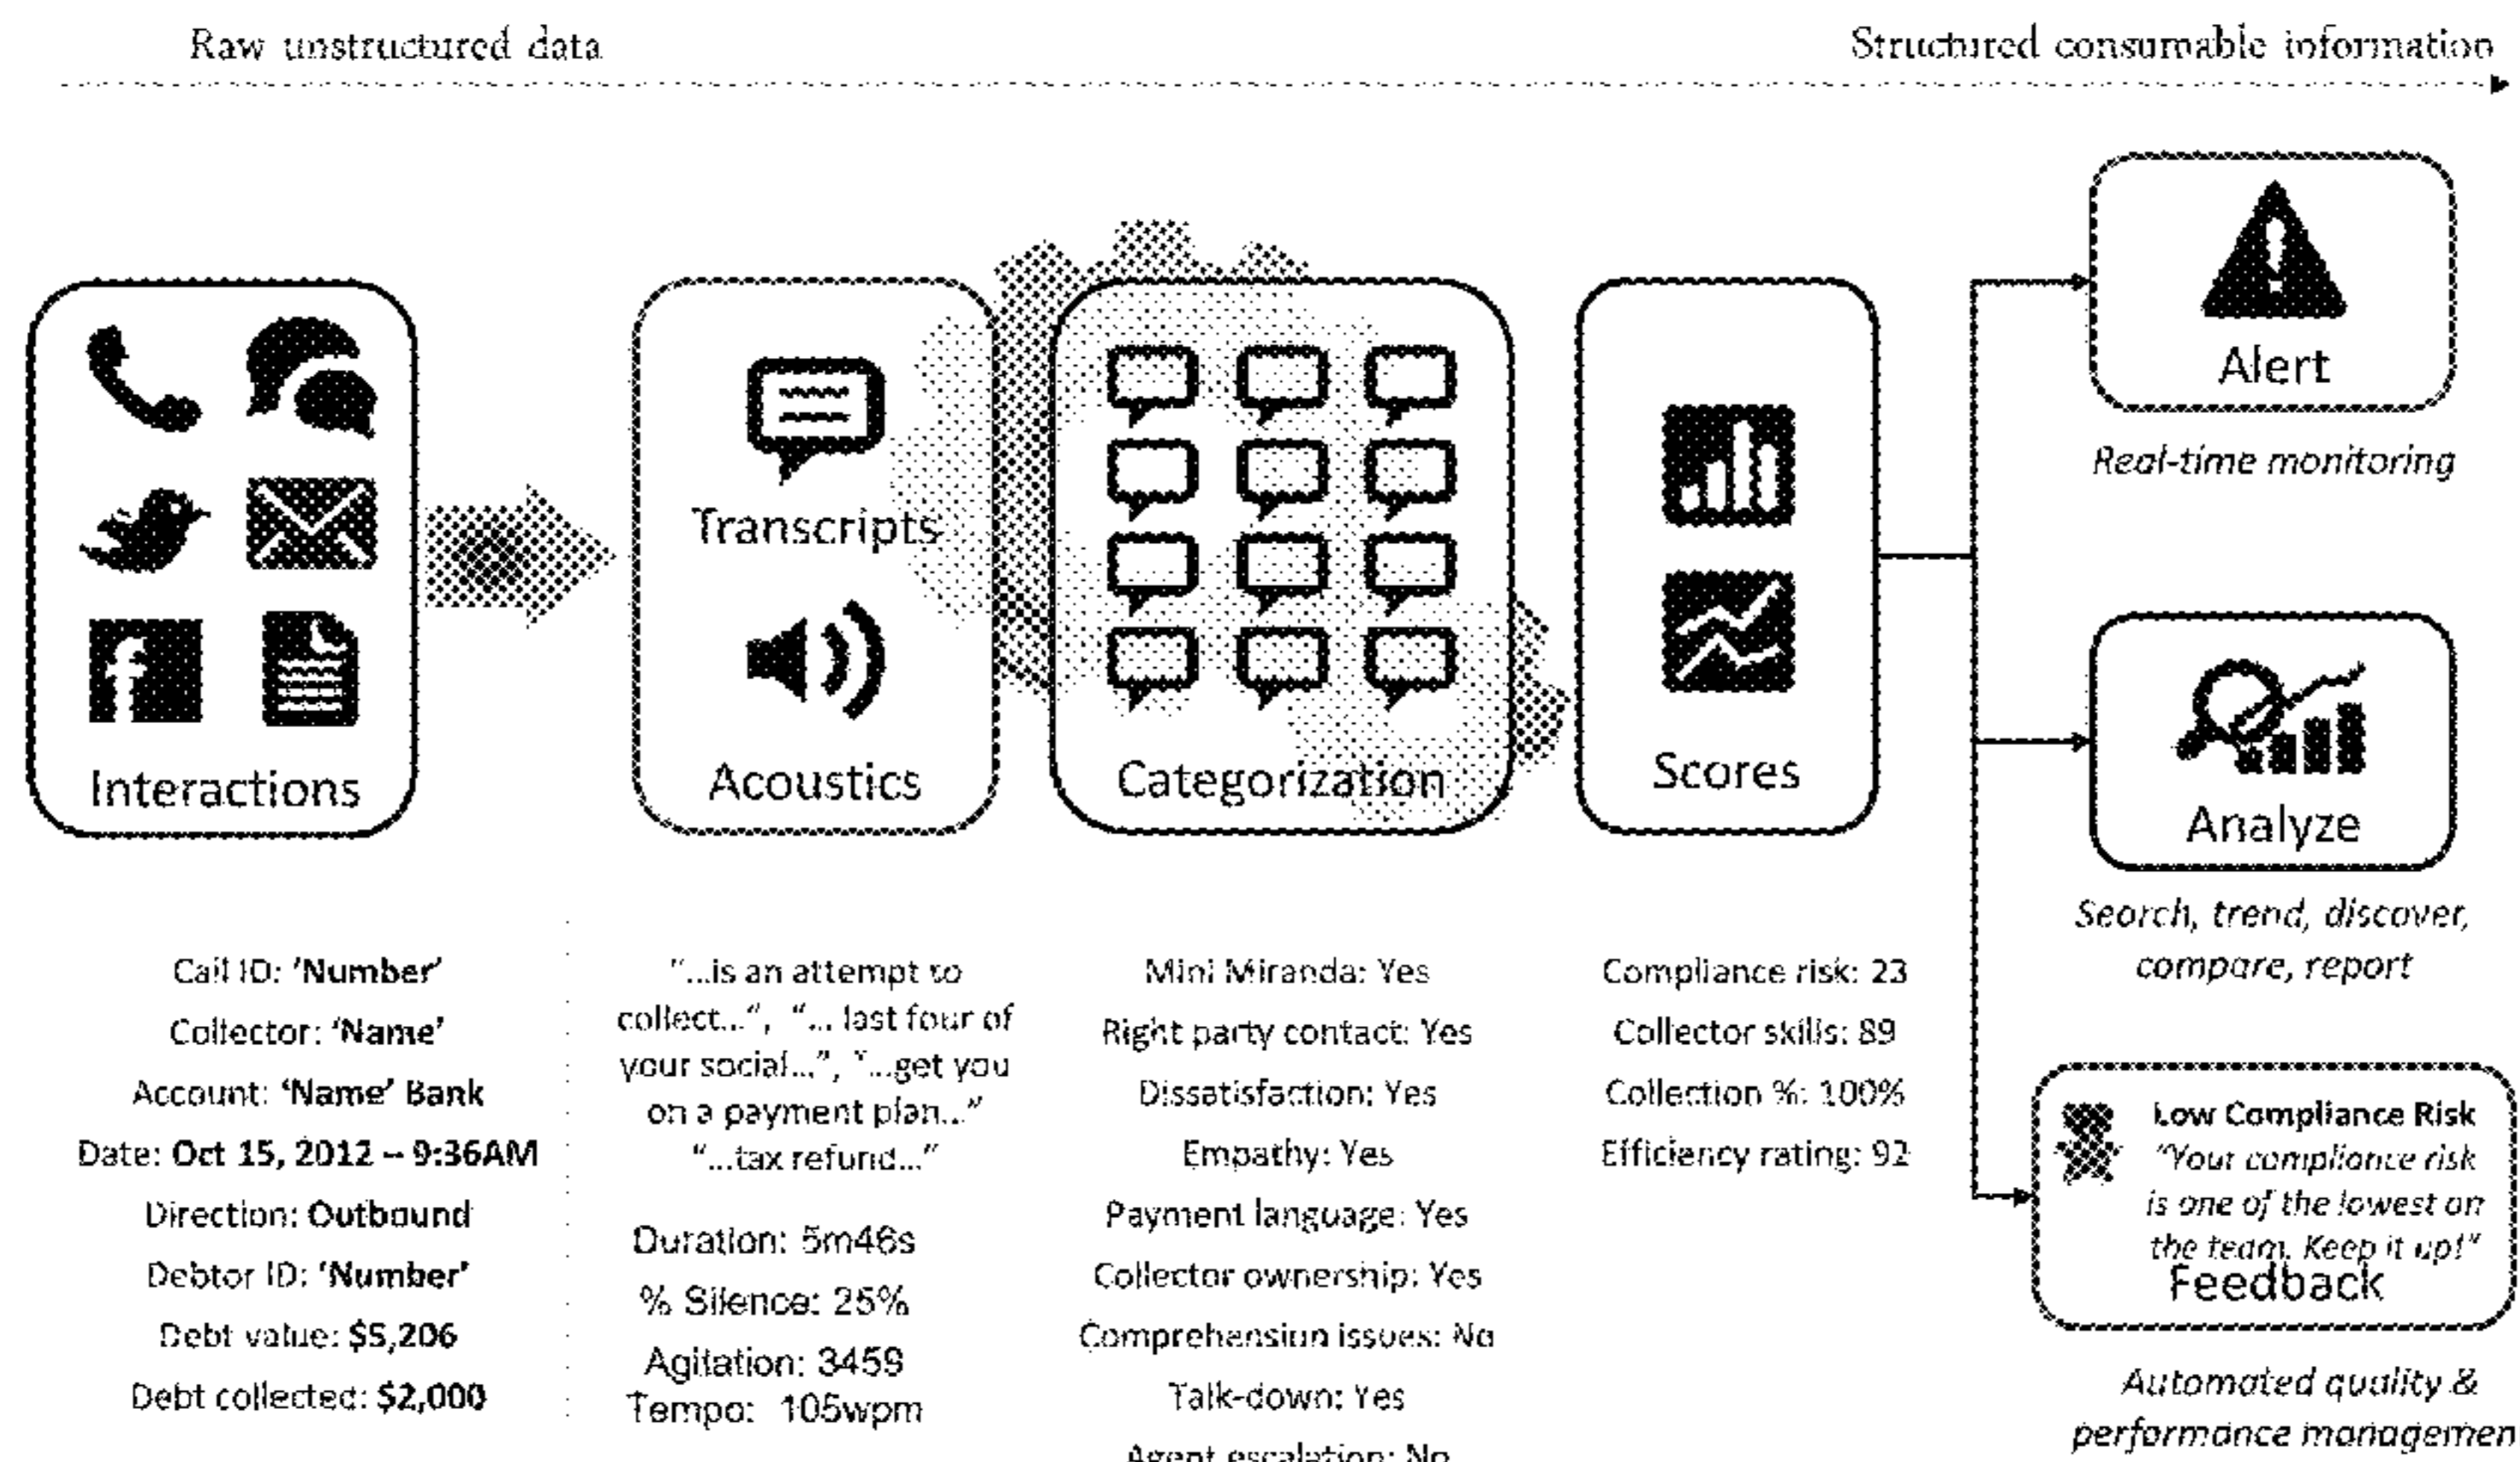 Raw unstructured data
Structured consumable information
Interactions
Transcripts
Acoustics
Categorization
Scores
Alert
Real-time monitoring
Analyze
Search, trend, discover,
compare, report
Low Compliance Risk
"Your compliance risk
is one of the lowest on
the team. Keep it up!"
Feedback
Automated quality &
performance managemen
Call ID: 'Number'
Collector: 'Name'
Account: 'Name' Bank
Date: Oct 15, 2012 – 9:36AM
Direction: Outbound
Debtor ID: 'Number'
Debt value: $5,206
Debt collected: $2,000
"...is an attempt to
collect...", "... last four of
your social...", "...get you
on a payment plan..."
"...tax refund..."
Duration: 5m46s
% Silence: 25%
Agitation: 3459
Tempo: 105wpm
Mini Miranda: Yes
Right party contact: Yes
Dissatisfaction: Yes
Empathy: Yes
Payment language: Yes
Collector ownership: Yes
Comprehension issues: No
Talk-down: Yes
Agent escalation: No
Compliance risk: 23
Collector skills: 89
Collection %: 100%
Efficiency rating: 92